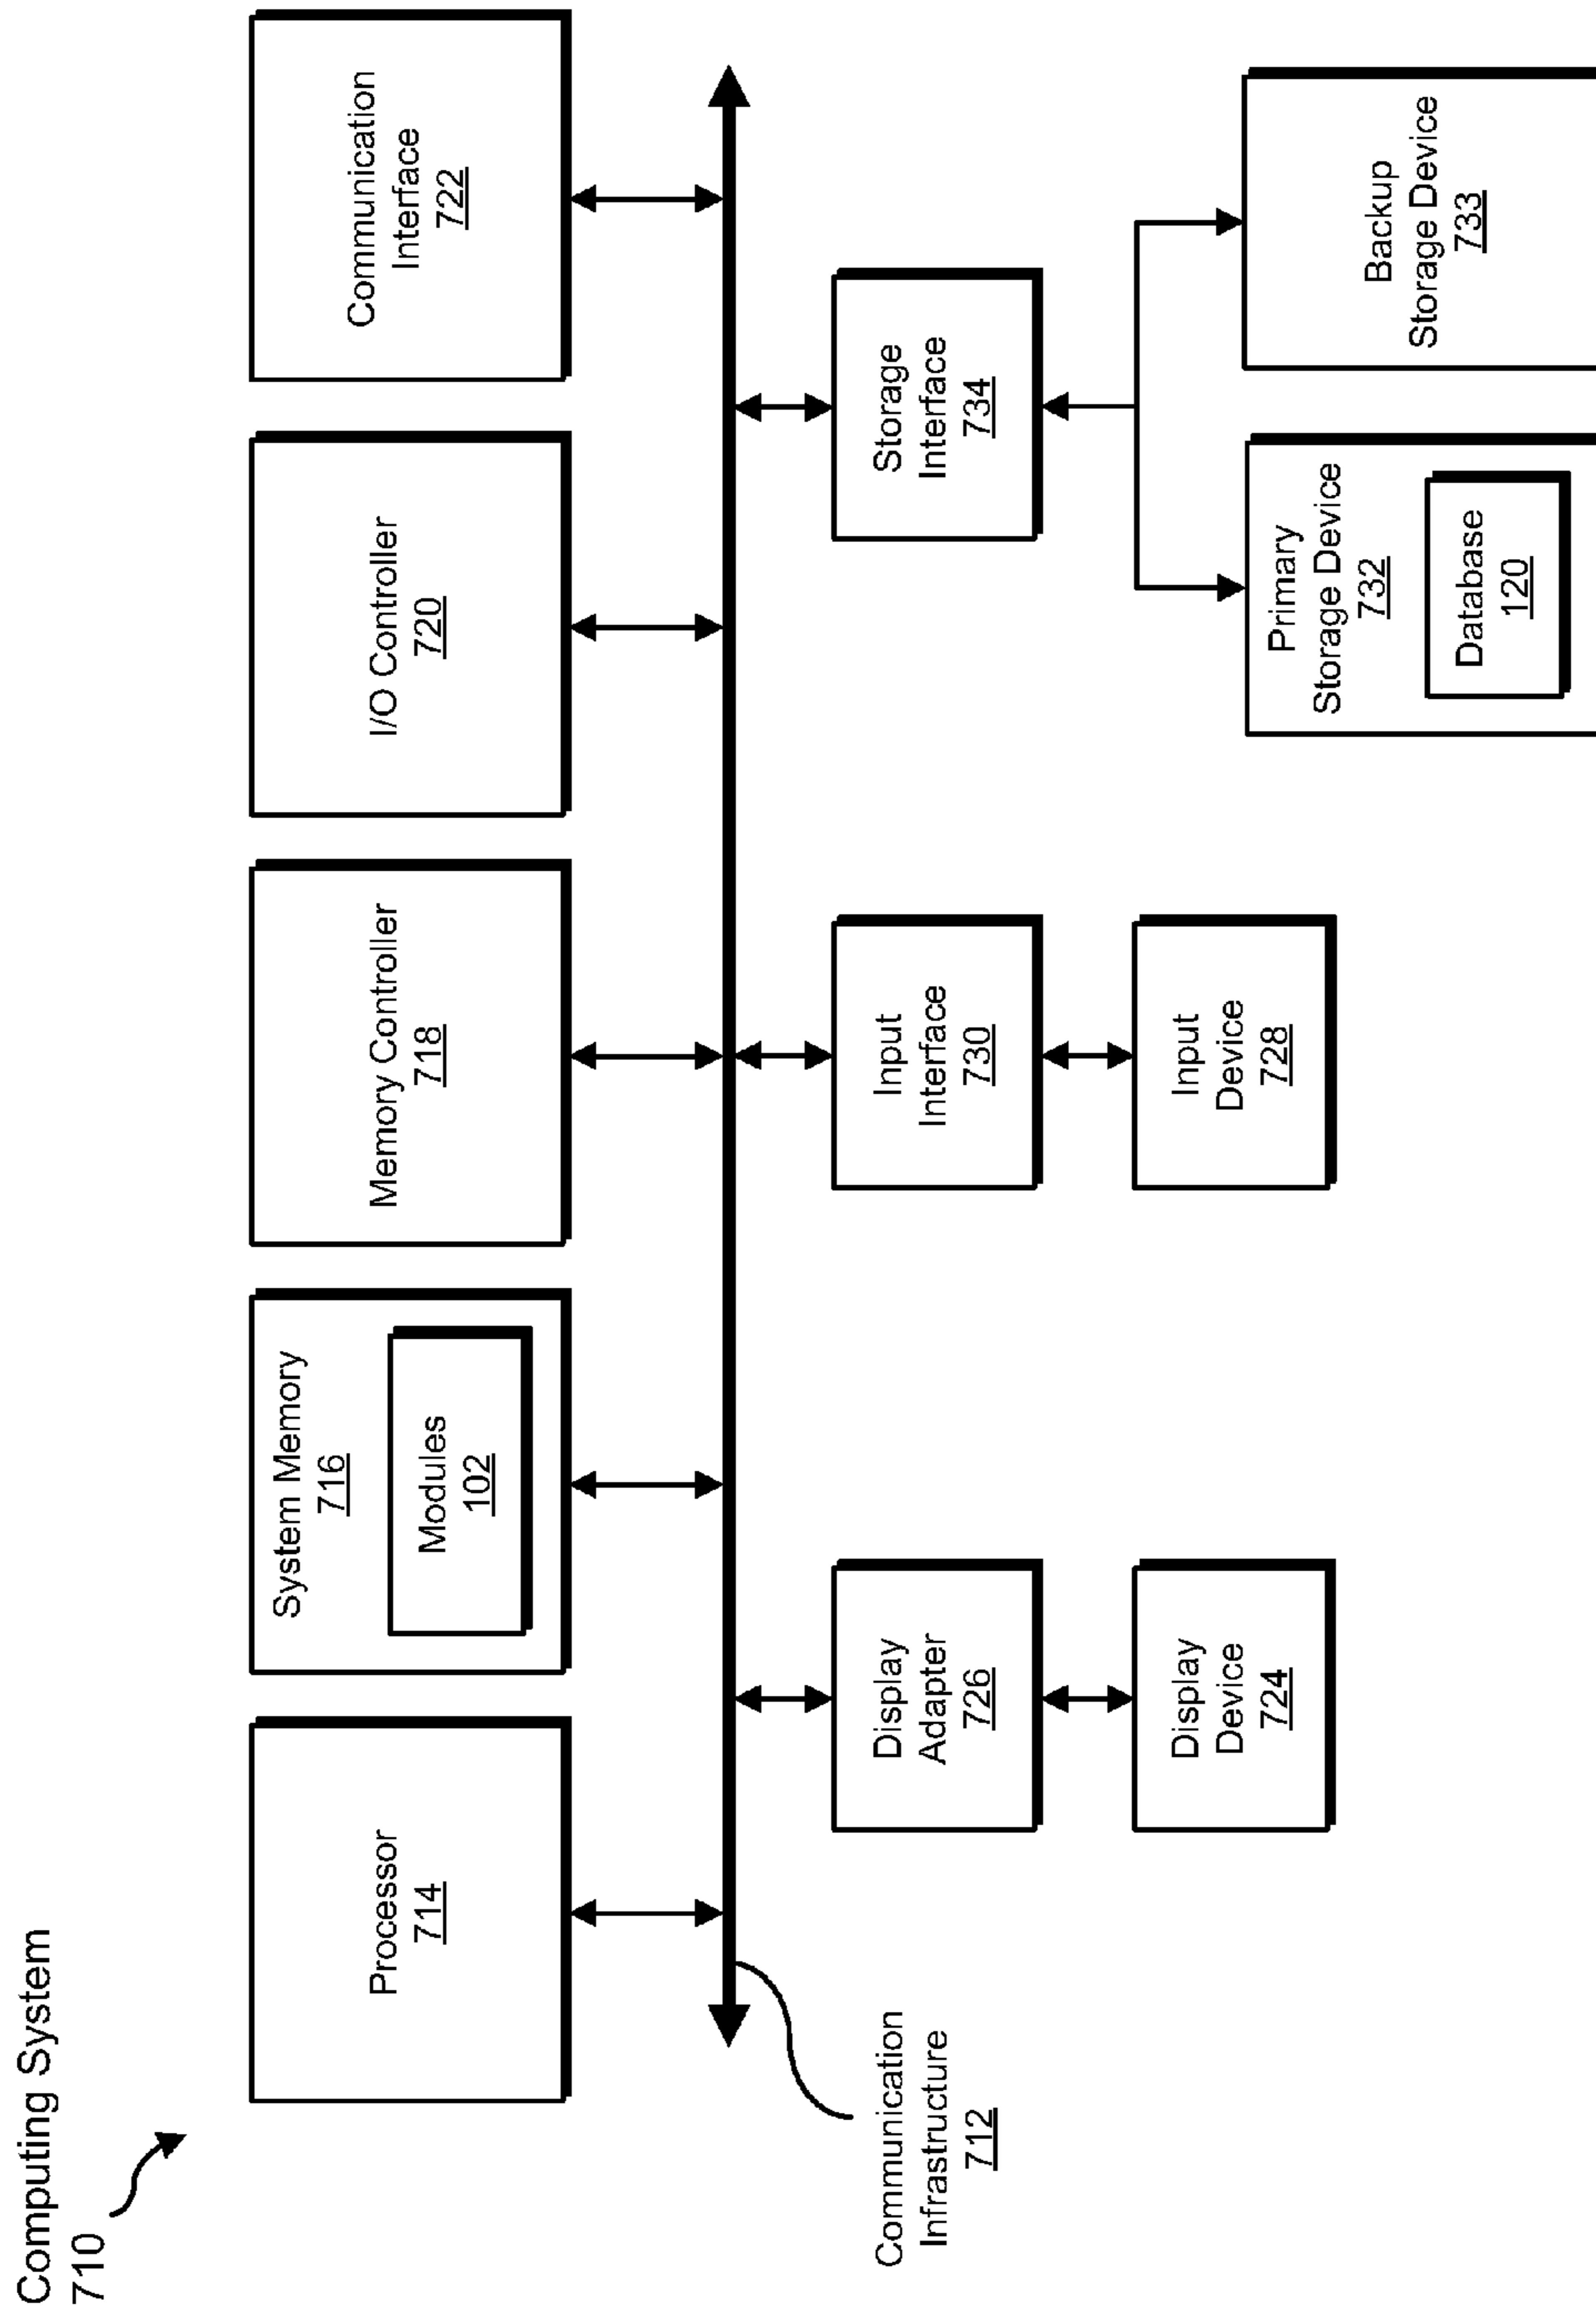 Computing System
710
Processor
714
System Memory
716
Modules
102
Memory Controller
718
I/O Controller
720
Communication
Interface
722
Communication
Infrastructure
712
Display
Adapter
726
Display
Device
724
Input
Interface
730
Input
Device
728
Storage
Interface
734
Primary
Storage Device
732
Database
120
Backup
Storage Device
733